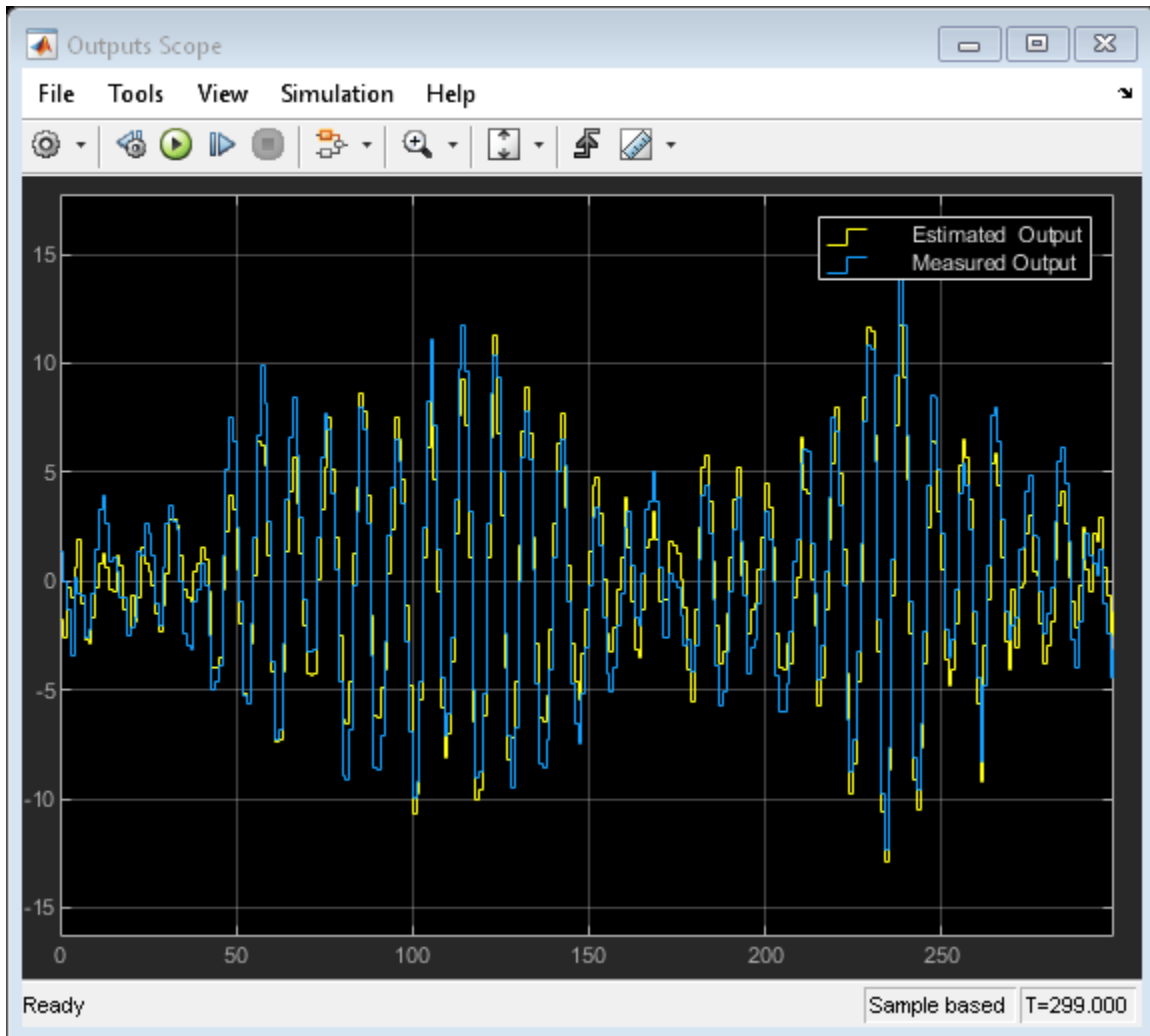 Outputs Scope
File Tools View Simulation Help
Estimated Output
Measured Output
15
10
5
0
-5
-10
-15
0 50 100 150 200 250
Ready Sample based T=299.000